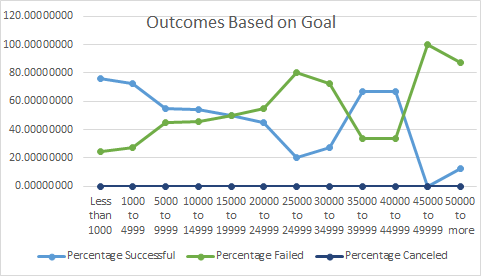 Outcomes Based on Goal
120.00000000
100.00000000
80.00000000
60.00000000
40.00000000
20.00000000
0.00000000
Less than 1000
1000 to 4999
5000 to 9999
10000 to 14999
15000 to 19999
20000 to 24999
25000 to 29999
30000 to 34999
35000 to 39999
40000 to 44999
45000 to 49999
50000 to more
Percentage Successful
Percentage Failed
Percentage Canceled